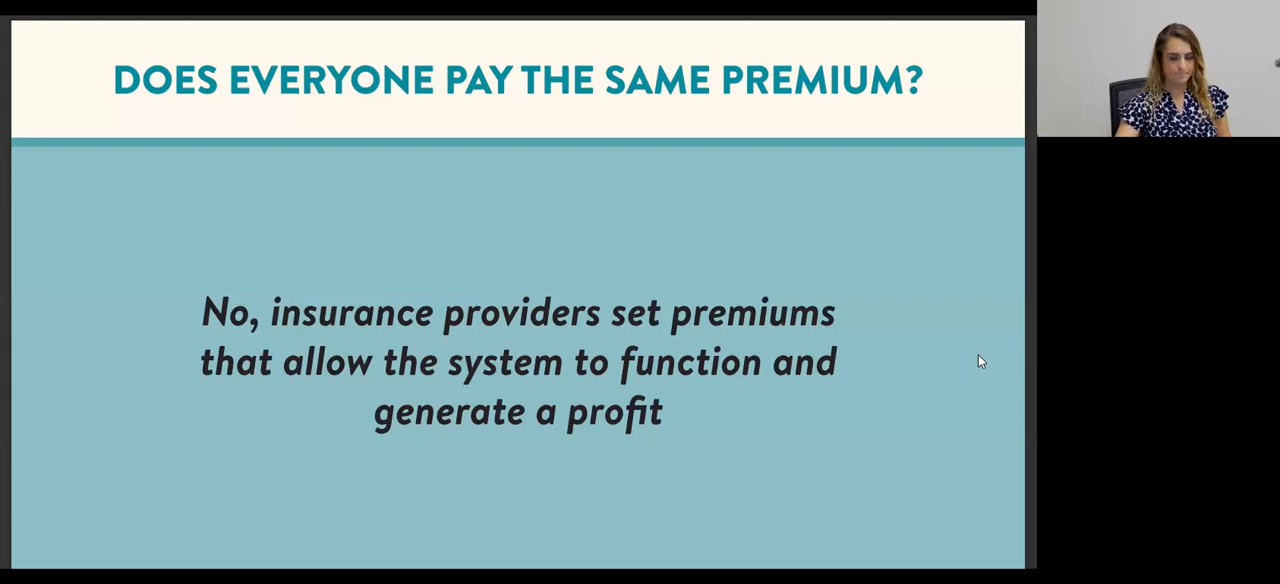 DOES EVERYONE PAY THE SAME PREMIUM?
No, insurance providers set premiums
that allow the system to function and
generate a profit